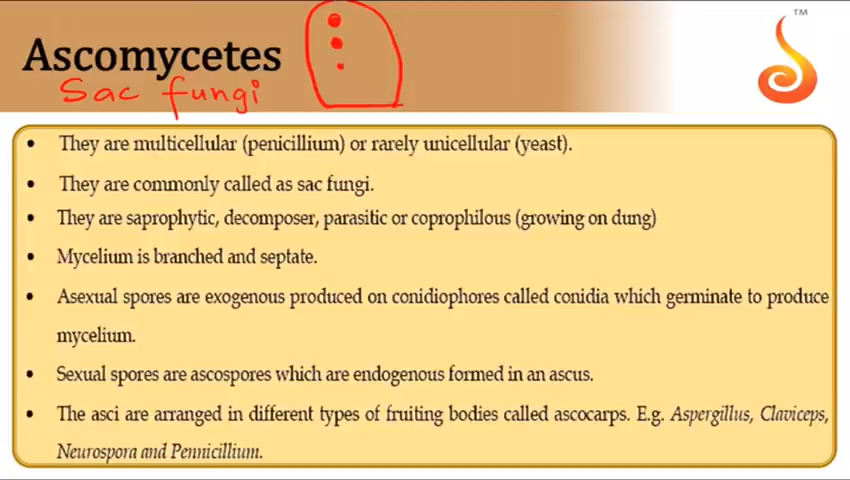 Ascomycetes
Sac fungi
TM
• They are multicellular (penicillium) or rarely unicellular (yeast).
• They are commonly called as sac fungi.
• They are saprophytic, decomposer, parasitic or coprophilous (growing on dung)
• Mycelium is branched and septate.
• Asexual spores are exogenous produced on conidiophores called conidia which germinate to produce
mycelium.
• Sexual spores are ascospores which are endogenous formed in an ascus.
• The asci are arranged in different types of fruiting bodies called ascocarps. E.g. Aspergillus, Claviceps,
Neurospora and Pennicillium.